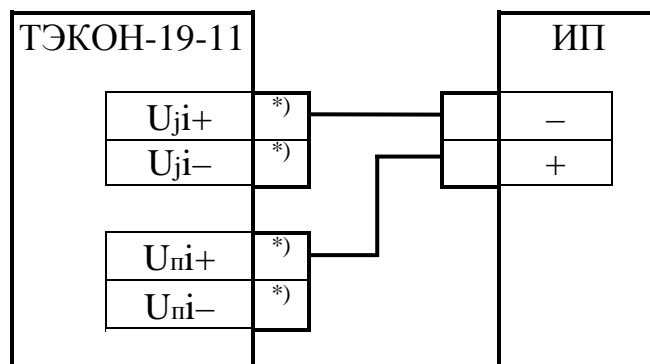 ТЭКОН-19-11 ИП
Uji+ *) –
Uji– *) +
Uпi+ *)
Uпi– *)